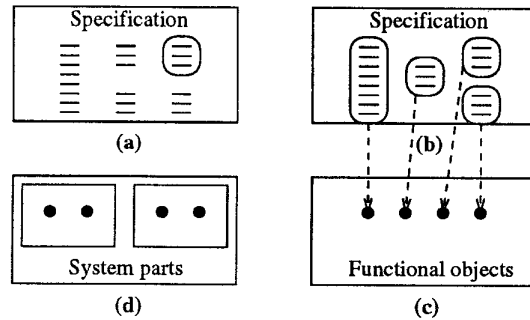 Specification
(a)
Specification
(b)
System parts
(d)
Functional objects
(c)